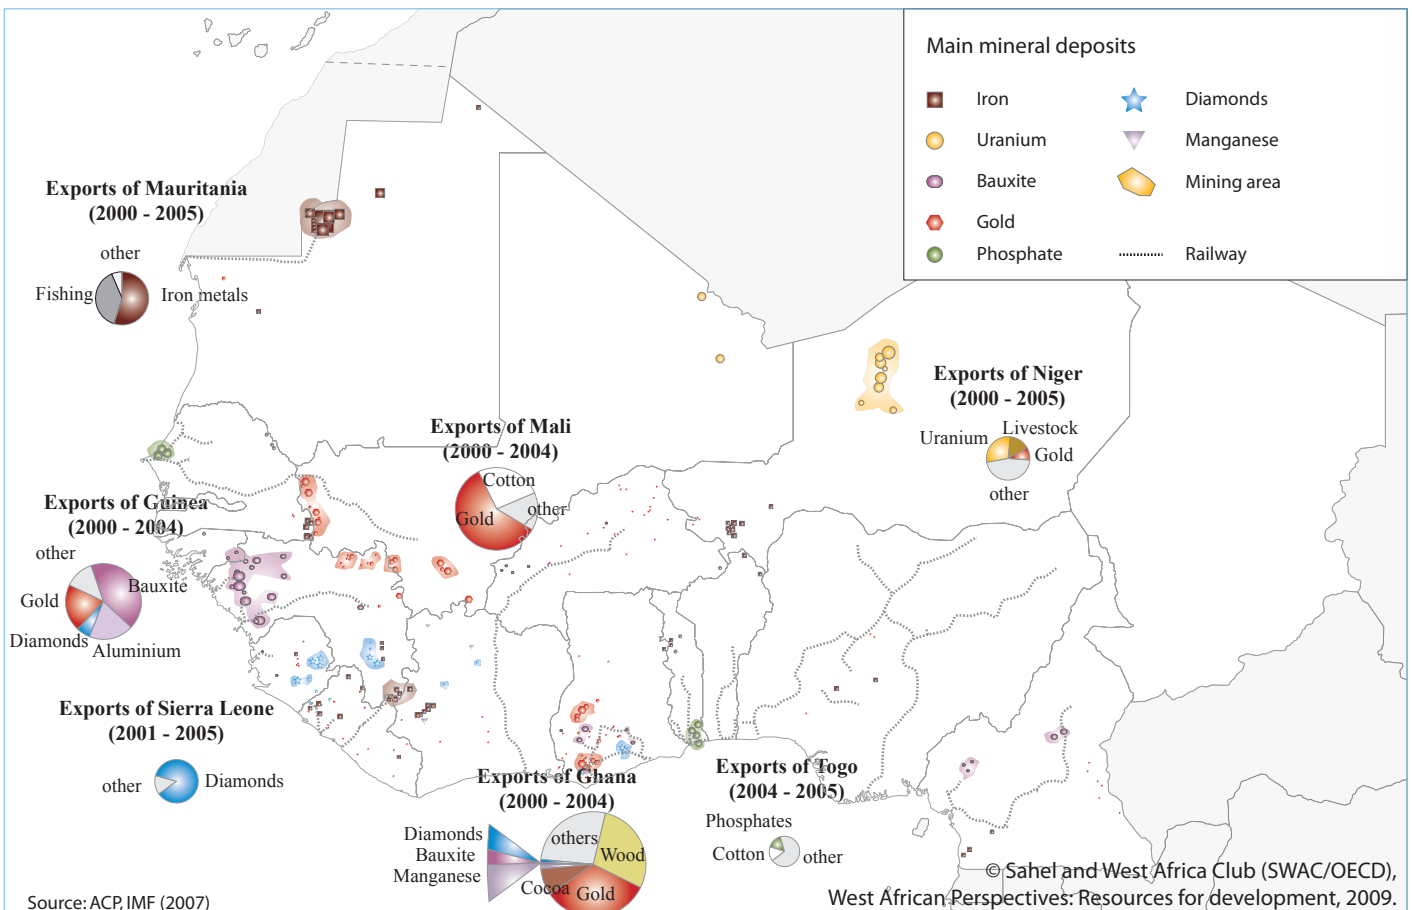 Main mineral deposits
Iron
Diamonds
Uranium
Manganese
Bauxite
Mining area
Gold
Phosphate
Railway
Exports of Mauritania
(2000 - 2005)
other
Fishing
Iron metals
Exports of Niger
(2000 - 2005)
Livestock
Uranium
Gold
other
Exports of Mali
(2000 - 2004)
Cotton
other
Gold
Exports of Guinea
(2000 - 2004)
other
Bauxite
Gold
Diamonds
Aluminium
Exports of Sierra Leone
(2001 - 2005)
other
Diamonds
Exports of Ghana
(2000 - 2004)
Diamonds
Bauxite
Manganese
others
Wood
Cocoa
Gold
Exports of Togo
(2004 - 2005)
Phosphates
Cotton
other
© Sahel and West Africa Club (SWAC/OECD),
West African Perspectives: Resources for development, 2009.
Source: ACP, IMF (2007)